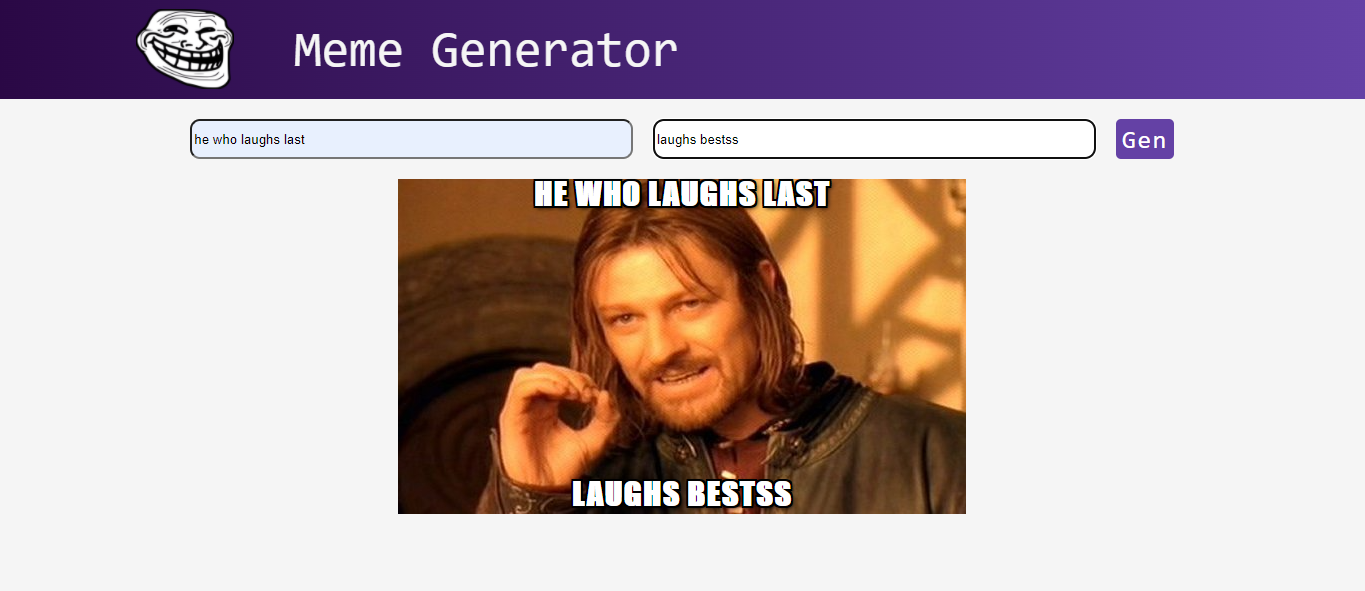 Meme Generator
he who laughs last
laughs bestss
Gen
HE WHO LAUGHS LAST
LAUGHS BESTSS